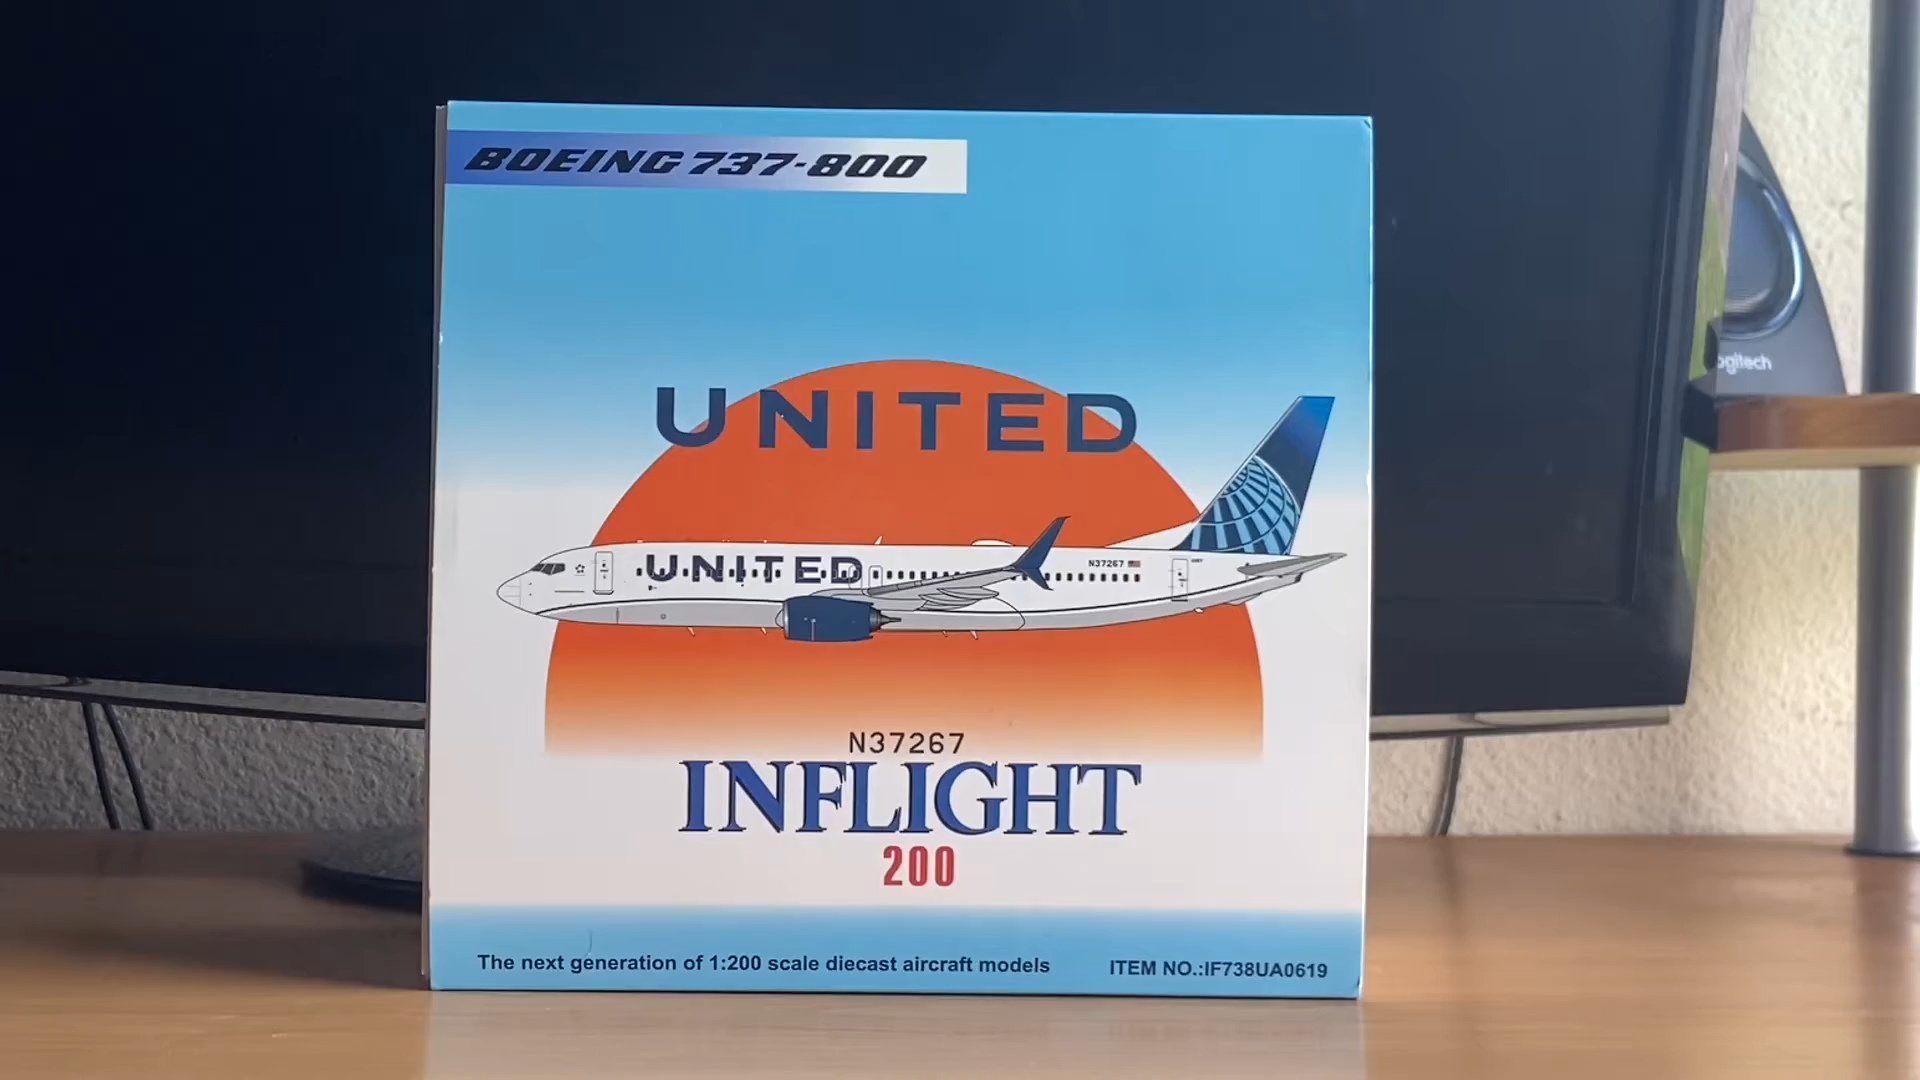 BOEING 737-800
UNITED
UNITED
N37267
N37267
INFLIGHT
200
The next generation of 1:200 scale diecast aircraft models
ITEM NO.:IF738UA0619